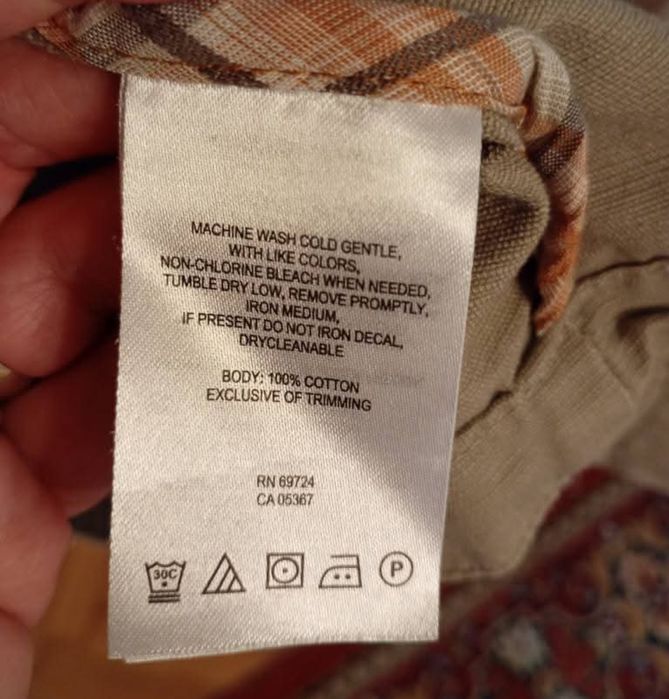 MACHINE WASH COLD GENTLE,
WITH LIKE COLORS,
NON-CHLORINE BLEACH WHEN NEEDED,
TUMBLE DRY LOW, REMOVE PROMPTLY,
IRON MEDIUM,
IF PRESENT DO NOT IRON DECAL,
DRYCLEANABLE
BODY: 100% COTTON
EXCLUSIVE OF TRIMMING
RN 69724
CA 05367
30C P